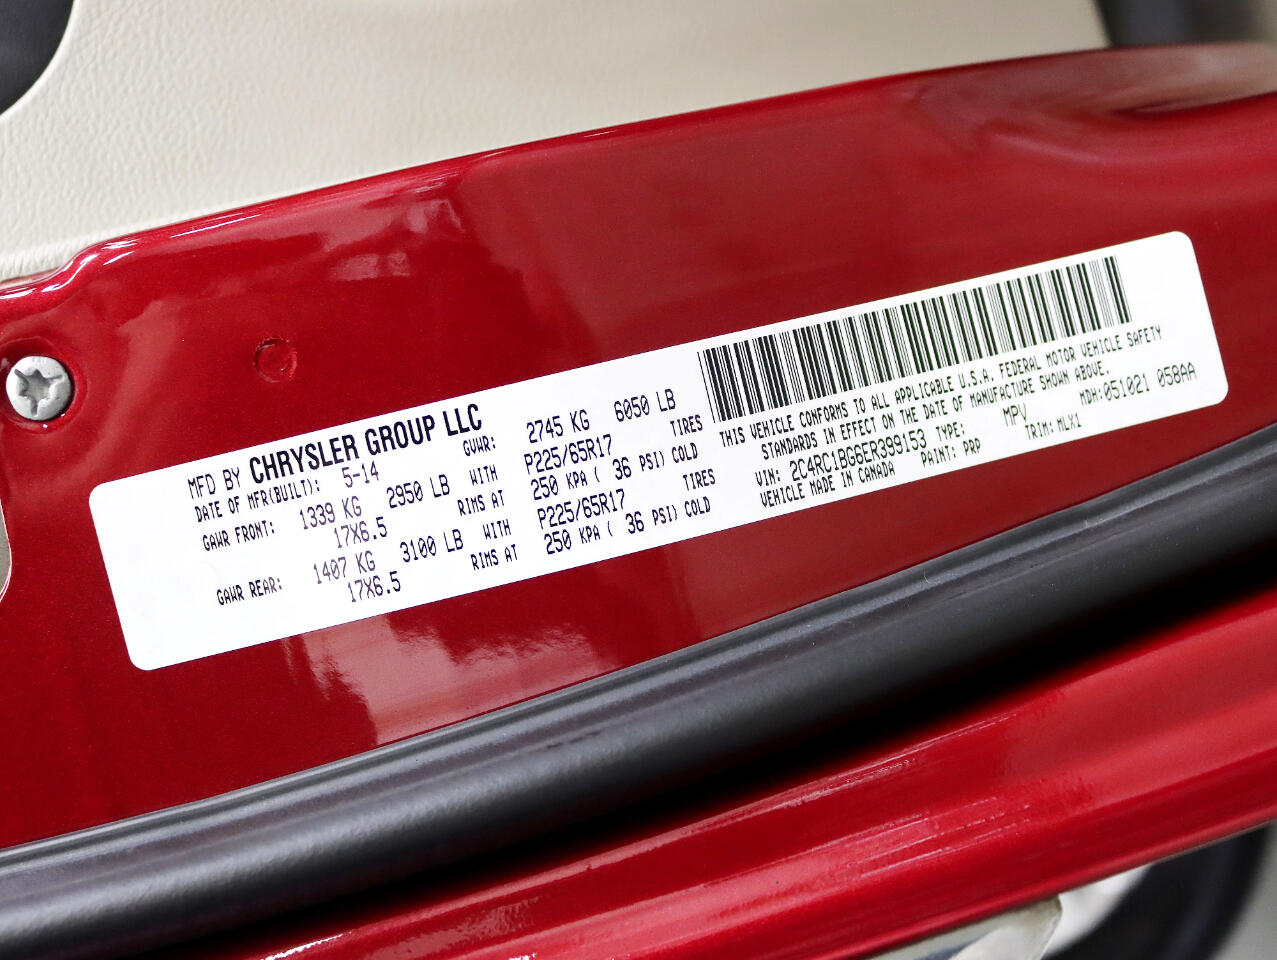 MFD BY CHRYSLER GROUP LLC
DATE OF MFR(BUILT): 5-14 GVWR: 2745 KG 6050 LB
GAWR FRONT: 1339 KG 2950 LB WITH P225/65R17 TIRES
17X6.5 RIMS AT 250 KPA ( 36 PSI) COLD
GAWR REAR: 1407 KG 3100 LB WITH P225/65R17 TIRES
17X6.5 RIMS AT 250 KPA ( 36 PSI) COLD
THIS VEHICLE CONFORMS TO ALL APPLICABLE U.S.A. FEDERAL MOTOR VEHICLE SAFETY
STANDARDS IN EFFECT ON THE DATE OF MANUFACTURE SHOWN ABOVE.
VIN: 2C4RC1BG6ER399153 TYPE: MPV MDH:051021 058AA
VEHICLE MADE IN CANADA PAINT: PRP TRIM: MLX1